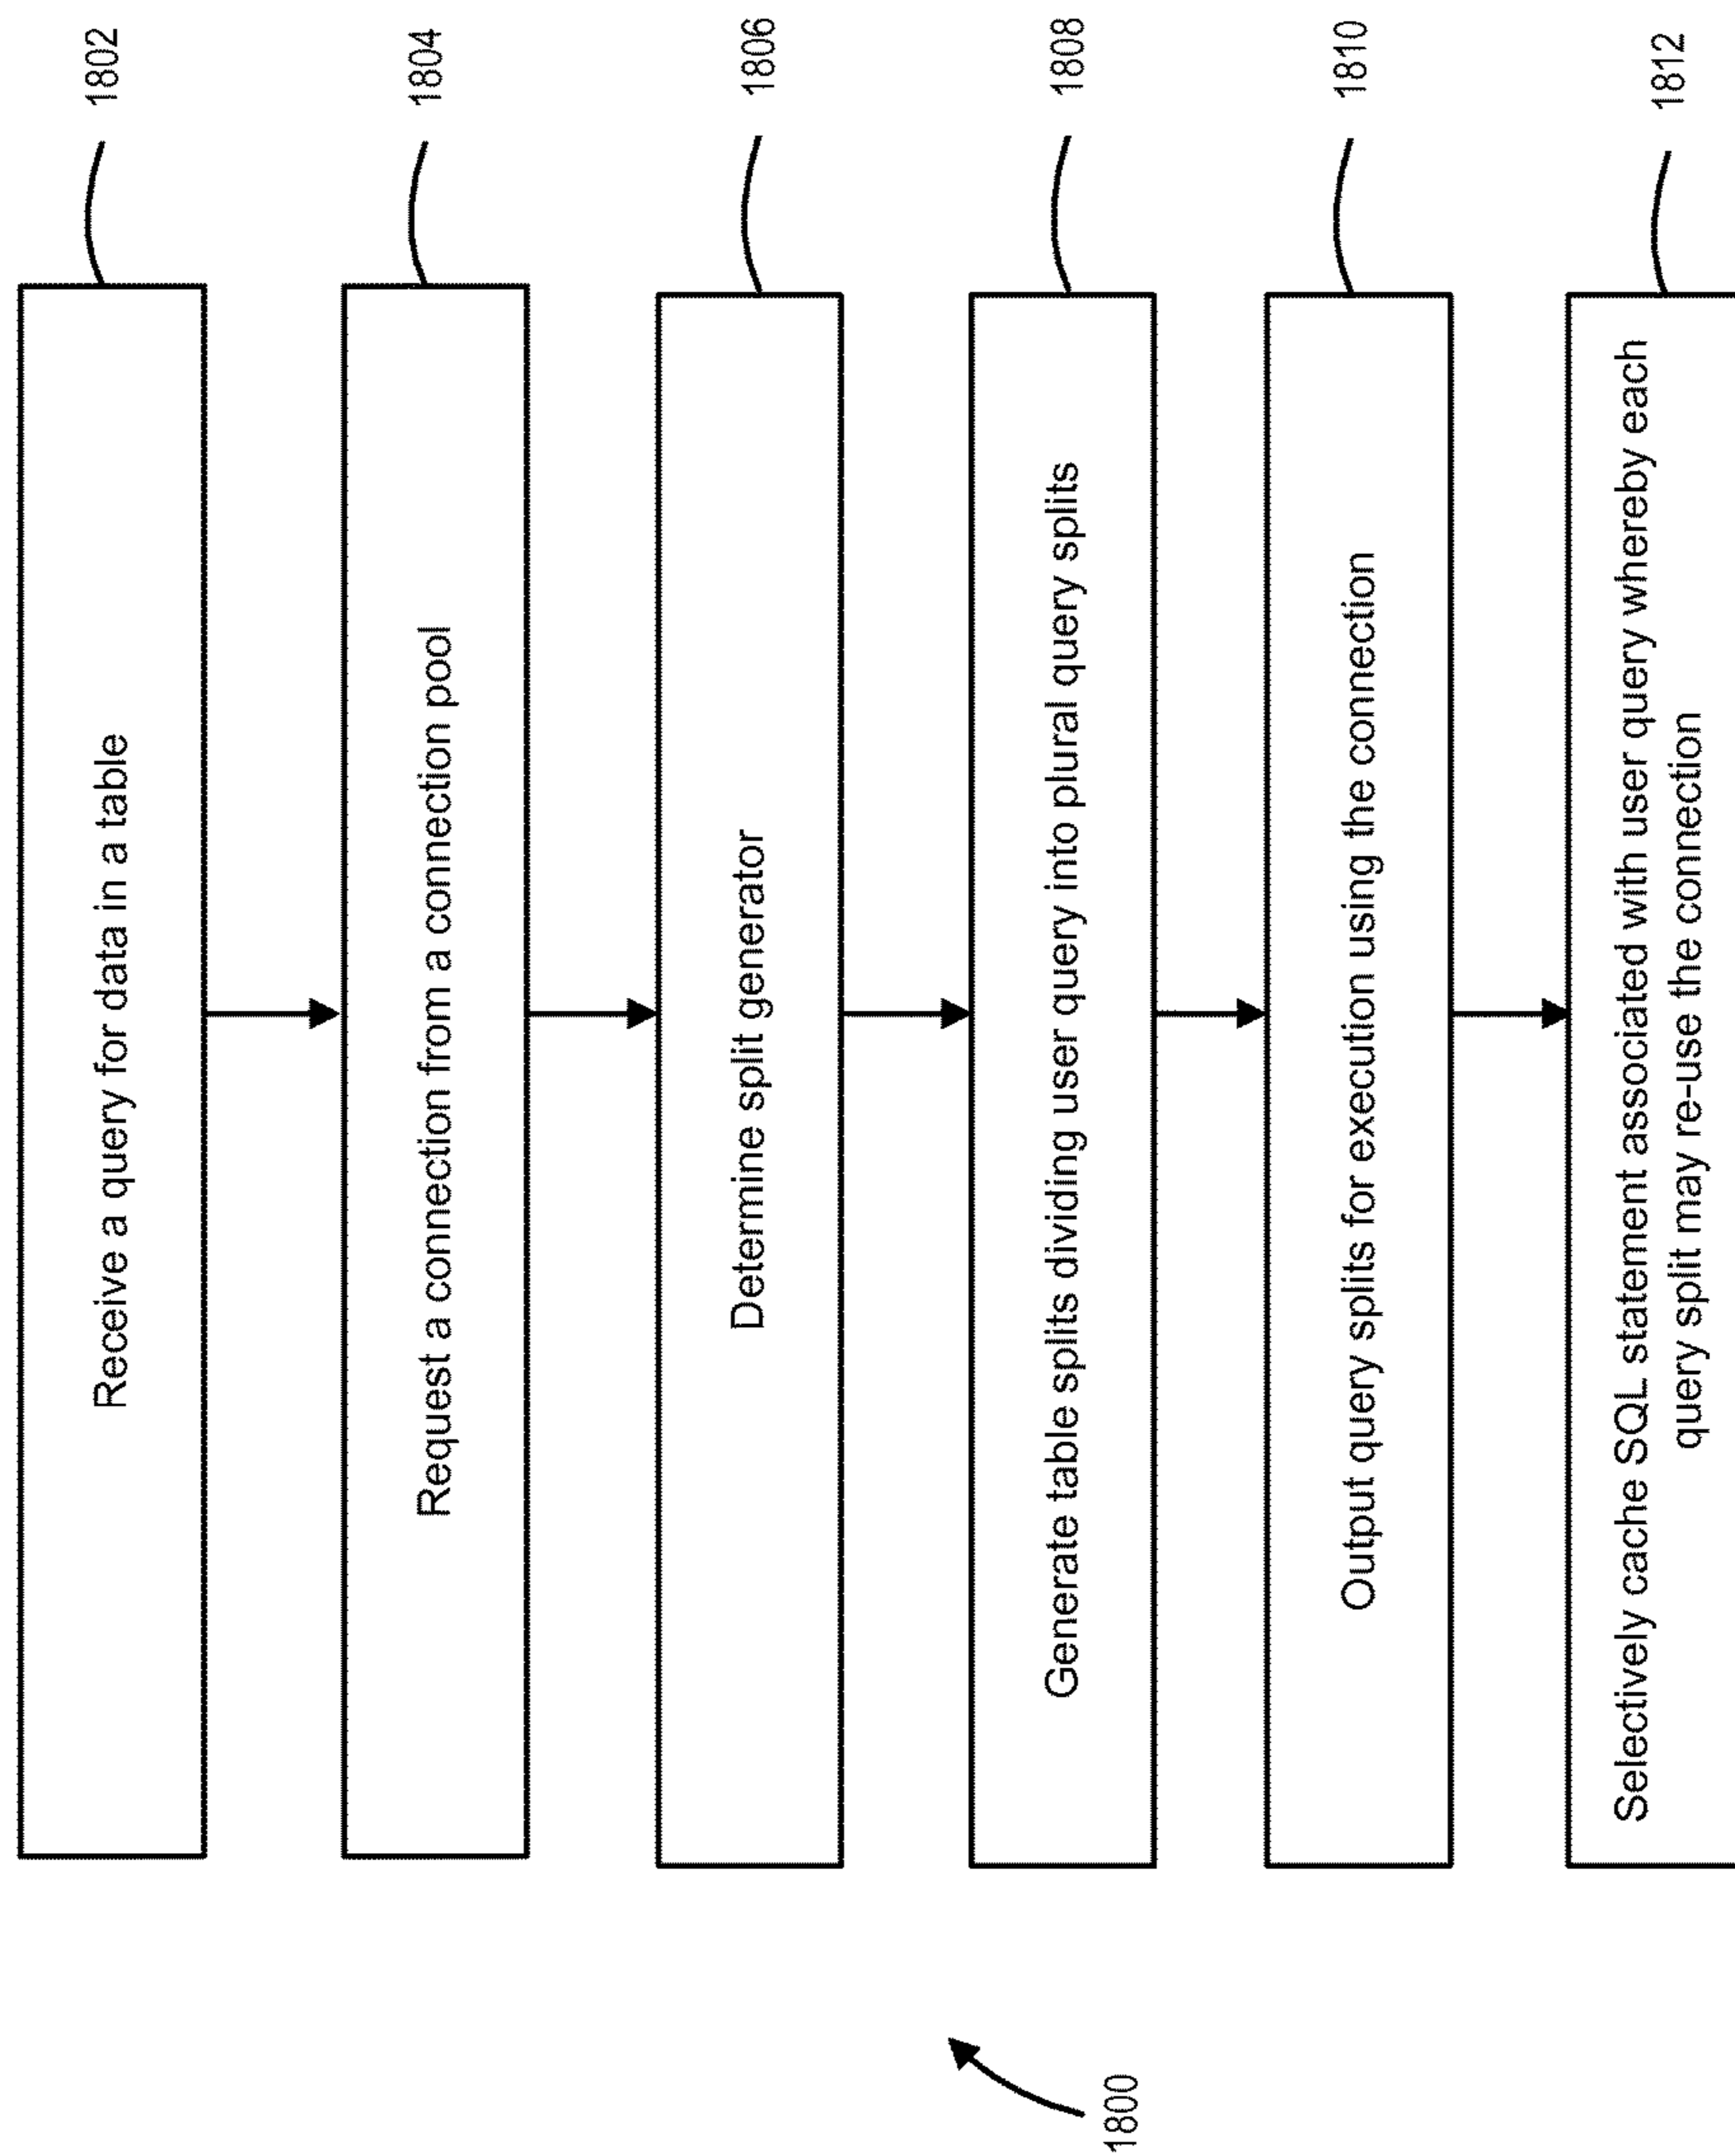 1802
Receive a query for data in a table
1804
Request a connection from a connection pool
1806
Determine split generator
1808
Generate table splits dividing user query into plural query splits
1810
Output query splits for execution using the connection
1812
Selectively cache SQL statement associated with user query whereby each
query split may re-use the connection
1800